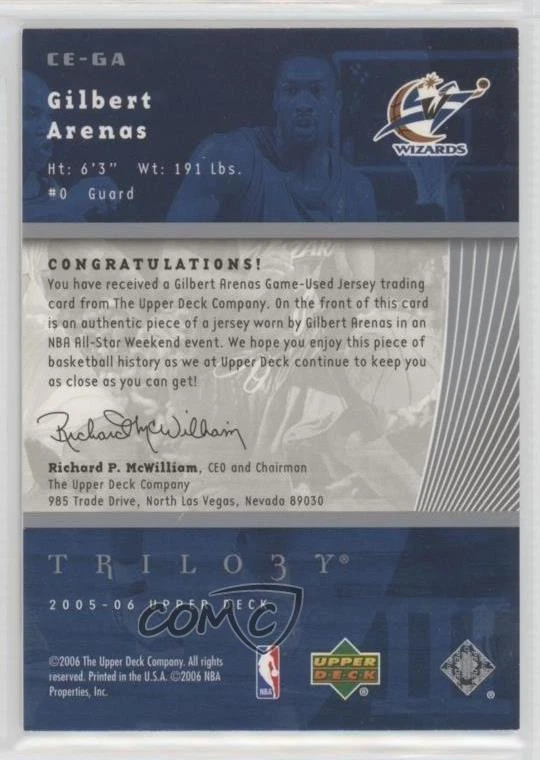 CE-GA
Gilbert
Arenas
WIZARDS
Ht: 6'3" Wt: 191 Lbs.
#0 Guard
CONGRATULATIONS!
You have received a Gilbert Arenas Game-Used Jersey trading
card from The Upper Deck Company. On the front of this card
is an authentic piece of a jersey worn by Gilbert Arenas in an
NBA All-Star Weekend event. We hope you enjoy this piece of
basketball history as we at Upper Deck continue to keep you
as close as you can get!
Richard P. McWilliam
Richard P. McWilliam, CEO and Chairman
The Upper Deck Company
985 Trade Drive, North Las Vegas, Nevada 89030
TRILO3Y®
2005-06 UPPER DECK
COMC
©2006 The Upper Deck Company. All rights
reserved. Printed in the U.S.A. ©2006 NBA
Properties, Inc.
NBA
UPPER
DECK
®
®